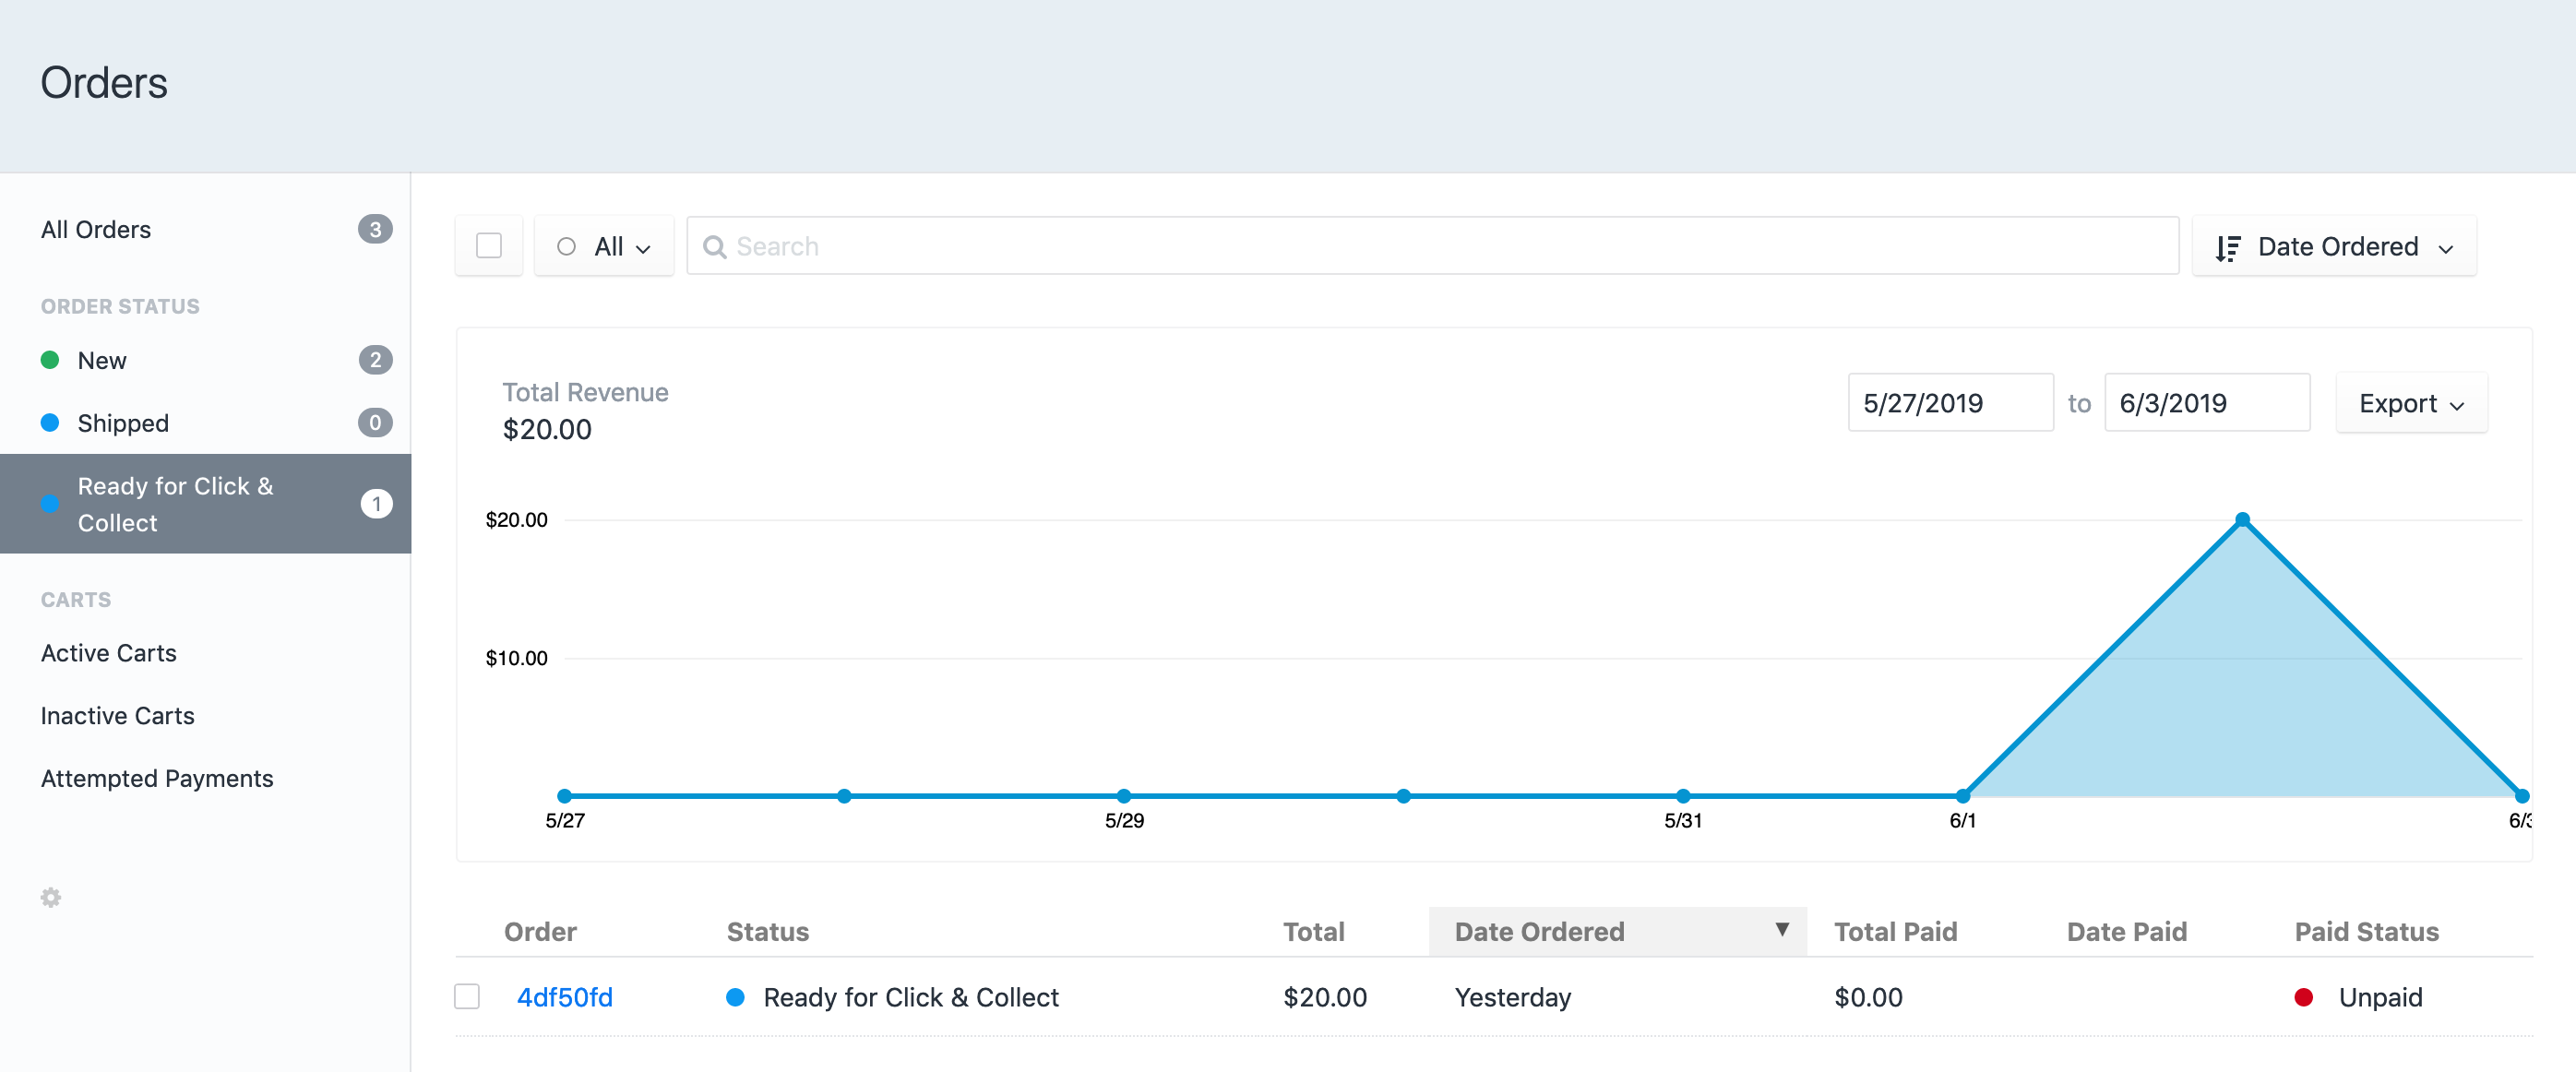 Orders
All Orders 3
ORDER STATUS
New 2
Shipped 0
Ready for Click &
Collect 1
CARTS
Active Carts
Inactive Carts
Attempted Payments
All Search Date Ordered
Total Revenue
$20.00
5/27/2019 to 6/3/2019 Export
$20.00
$10.00
5/27 5/29 5/31 6/1 6/3
Order Status Total Date Ordered ▼ Total Paid Date Paid Paid Status
4df50fd Ready for Click & Collect $20.00 Yesterday $0.00 Unpaid